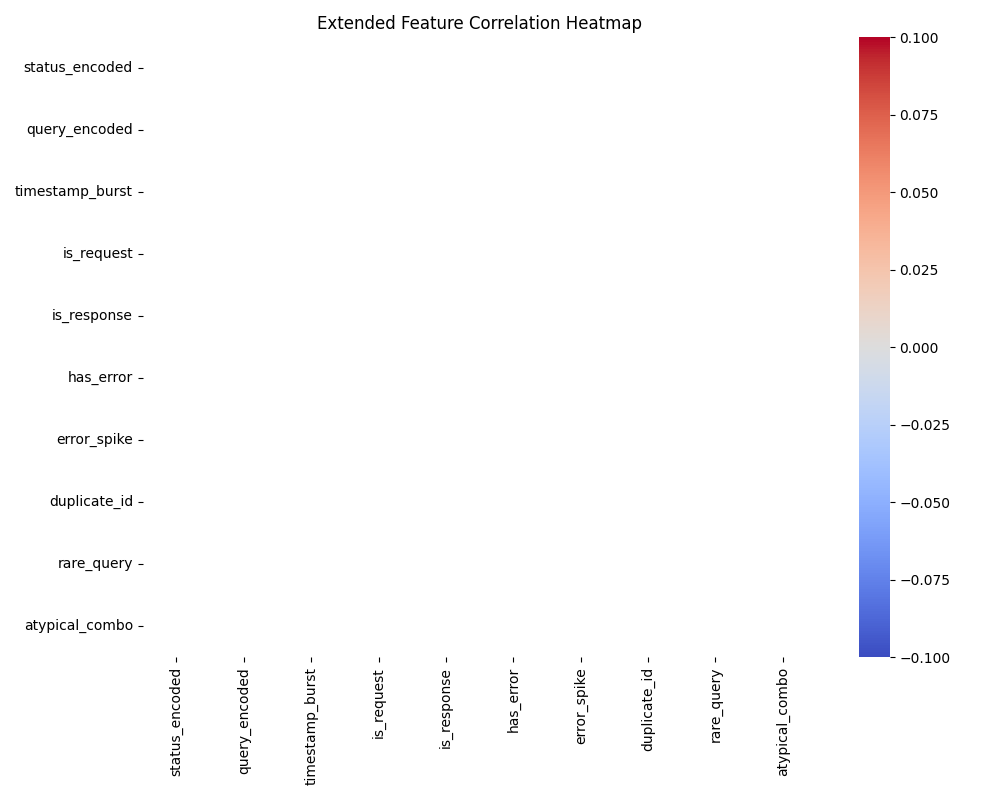 Extended Feature Correlation Heatmap
status_encoded
query_encoded
timestamp_burst
is_request
is_response
has_error
error_spike
duplicate_id
rare_query
atypical_combo
status_encoded
query_encoded
timestamp_burst
is_request
is_response
has_error
error_spike
duplicate_id
rare_query
atypical_combo
0.100
0.075
0.050
0.025
0.000
−0.025
−0.050
−0.075
−0.100